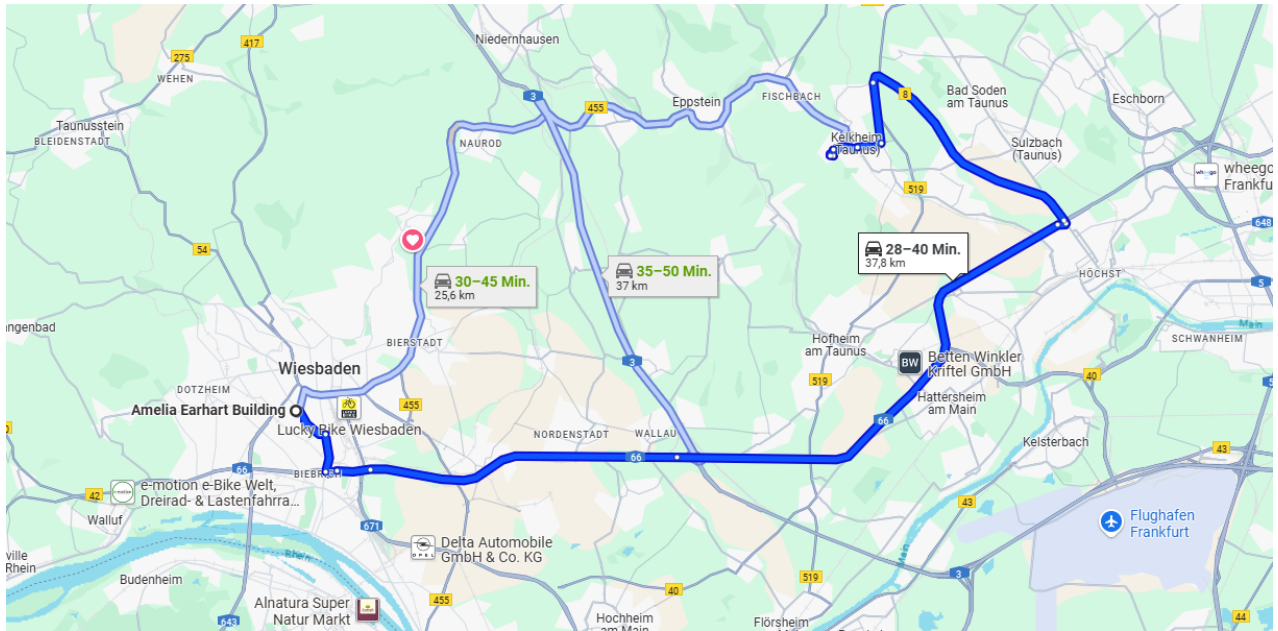 Niedernhausen
417
275
WEHEN
3
455
Eppstein
FISCHBACH
8
Bad Soden
am Taunus
Eschborn
Taunusstein
BLEIDENSTADT
NAUROD
Kelkheim
(Taunus)
Sulzbach
(Taunus)
519
wheego
Frankfu
54
648
28–40 Min.
37,8 km
30–45 Min.
25,6 km
35–50 Min.
37 km
HÖCHST
5
Main
angenbad
BIERSTADT
Hofheim
am Taunus
SCHWANHEIM
Wiesbaden
3
BW
Betten Winkler
Kriftel GmbH
DOTZHEIM
519
40
Amelia Earhart Building
455
Hattersheim
am Main
Lucky Bike Wiesbaden
NORDENSTADT
WALLAU
66
Kelsterbach
66
BIEBRICH
66
43
43
42
e-motion e-Bike Welt,
Dreirad- & Lastenfahrra...
Walluf
671
Flughafen
Frankfurt
ville
Rhein
Rhein
OPEL
Delta Automobile
GmbH & Co. KG
Main
Budenheim
519
3
40
455
Alnatura Super
Natur Markt
643
Hochheim
am Main
Flörsheim
44